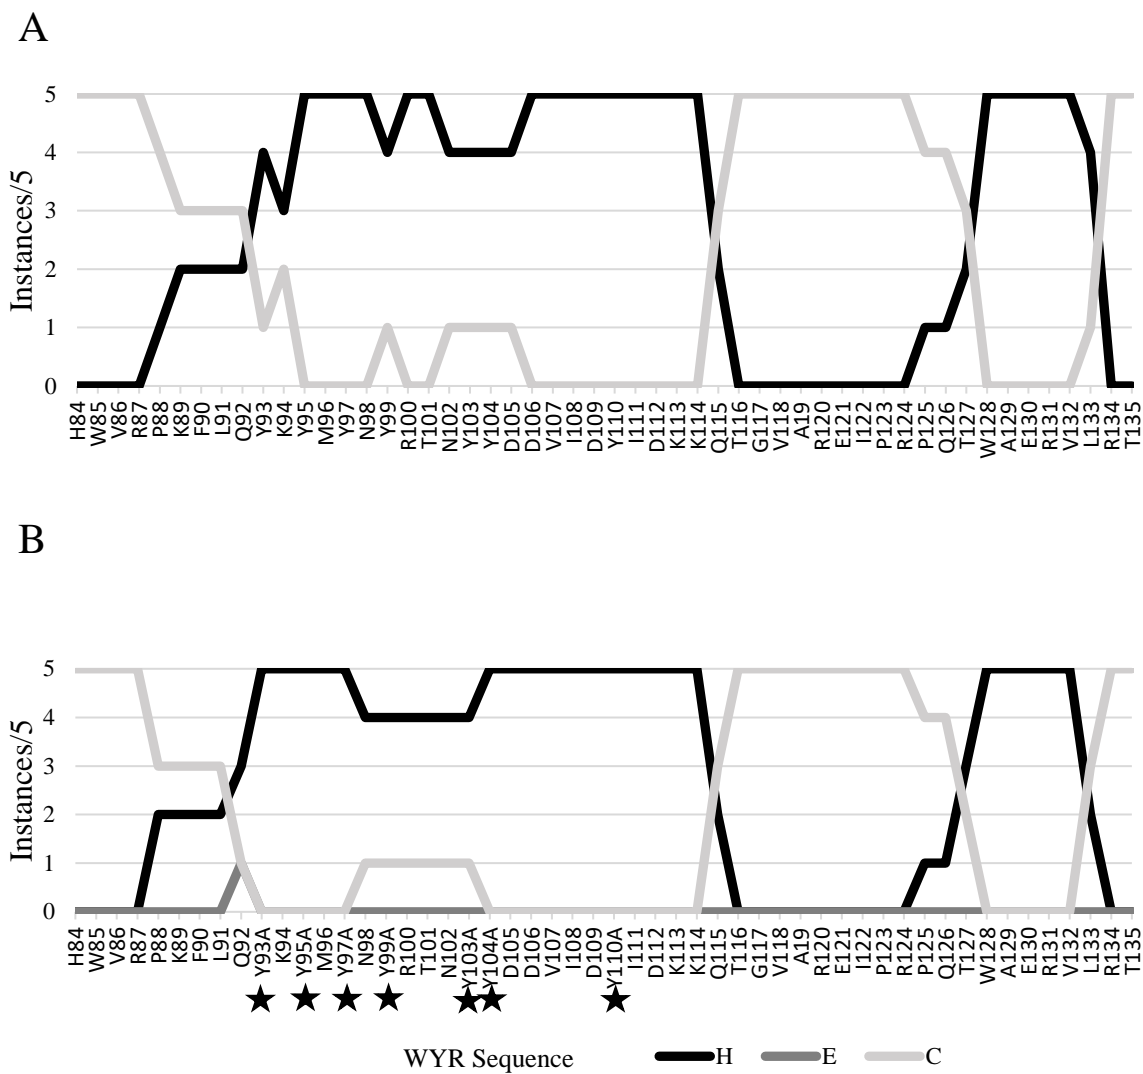 A
Instances/5
5
4
3
2
1
0
H84 W85 V86 R87 P88 K89 F90 L91 Q92 Y93 K94 Y95 M96 Y97 N98 Y99 R100 T101 N102 Y103 Y104 D105 D106 V107 I108 D109 Y110 I111 D112 K113 K114 Q115 T116 G117 V118 A19 R120 E121 I122 P123 R124 P125 Q126 T127 W128 A129 E130 R131 V132 L133 R134 T135
B
Instances/5
5
4
3
2
1
0
H84 W85 V86 R87 P88 K89 F90 L91 Q92 Y93A K94 Y95A M96 Y97A N98 Y99A R100 T101 N102 Y103A Y104A D105 D106 V107 I108 D109 Y110A I111 D112 K113 K114 Q115 T116 G117 V118 A19 R120 E121 I122 P123 R124 P125 Q126 T127 W128 A129 E130 R131 V132 L133 R134 T135
WYR Sequence H E C